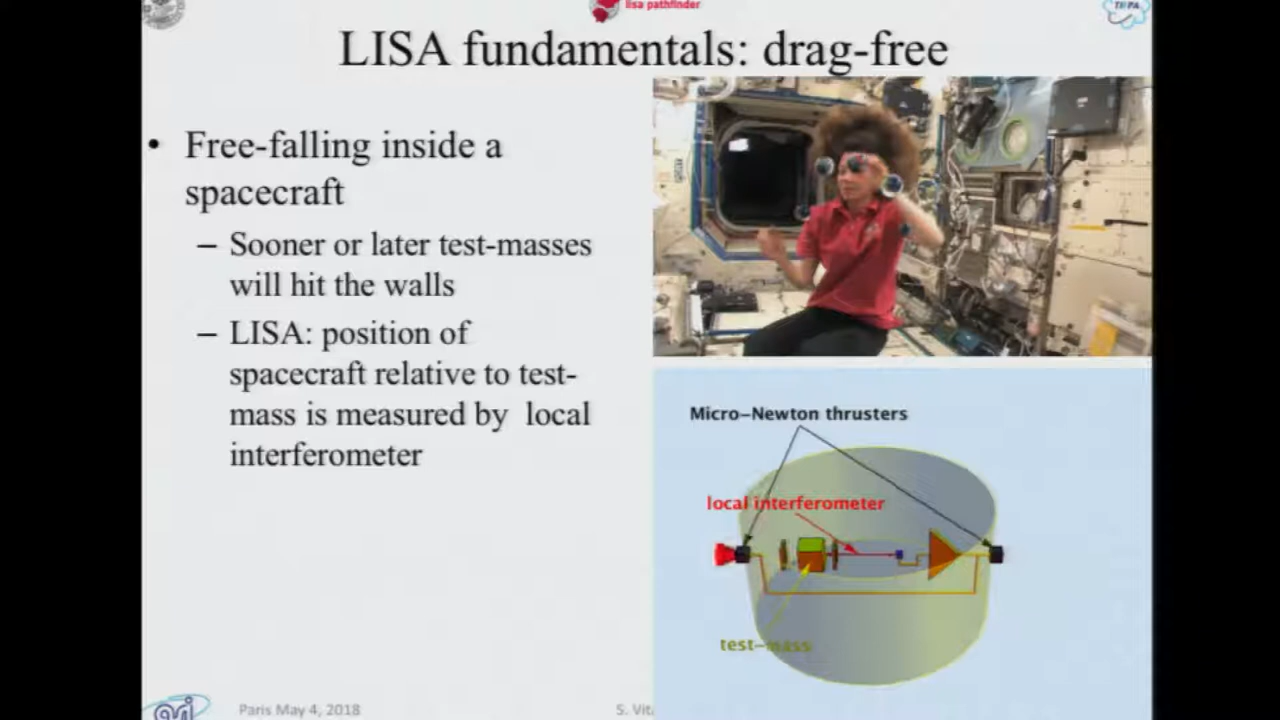 lisa pathfinder
LISA fundamentals: drag-free
• Free-falling inside a
spacecraft
– Sooner or later test-masses
will hit the walls
– LISA: position of
spacecraft relative to test-
mass is measured by local
interferometer
Micro-Newton thrusters
local interferometer
test-mass
Paris May 4, 2018
S. Vita